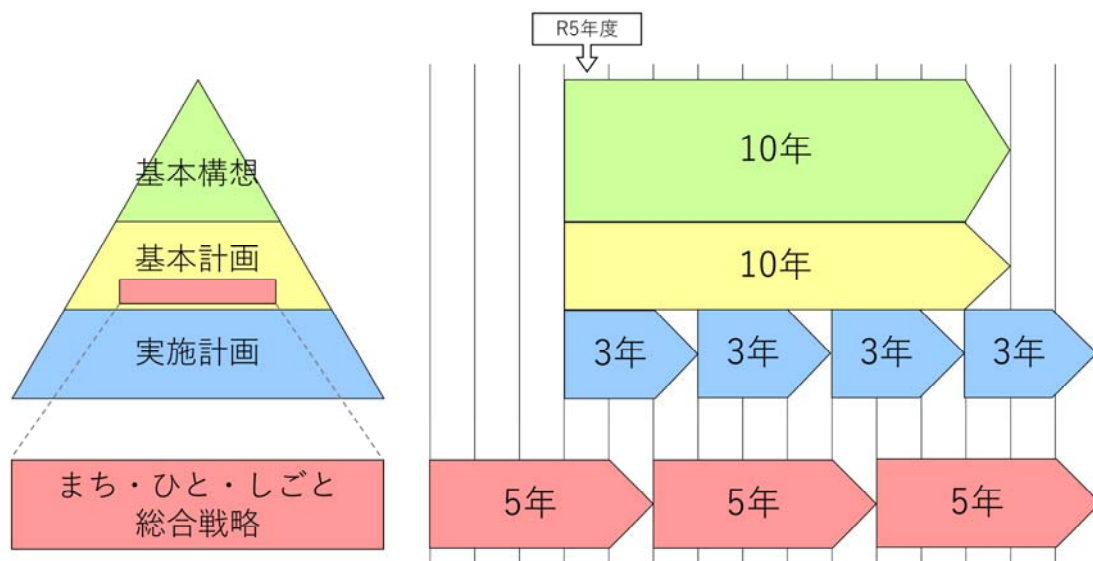 R5年度
基本構想
10年
基本計画
10年
実施計画
3年
3年
3年
3年
まち・ひと・しごと
総合戦略
5年
5年
5年